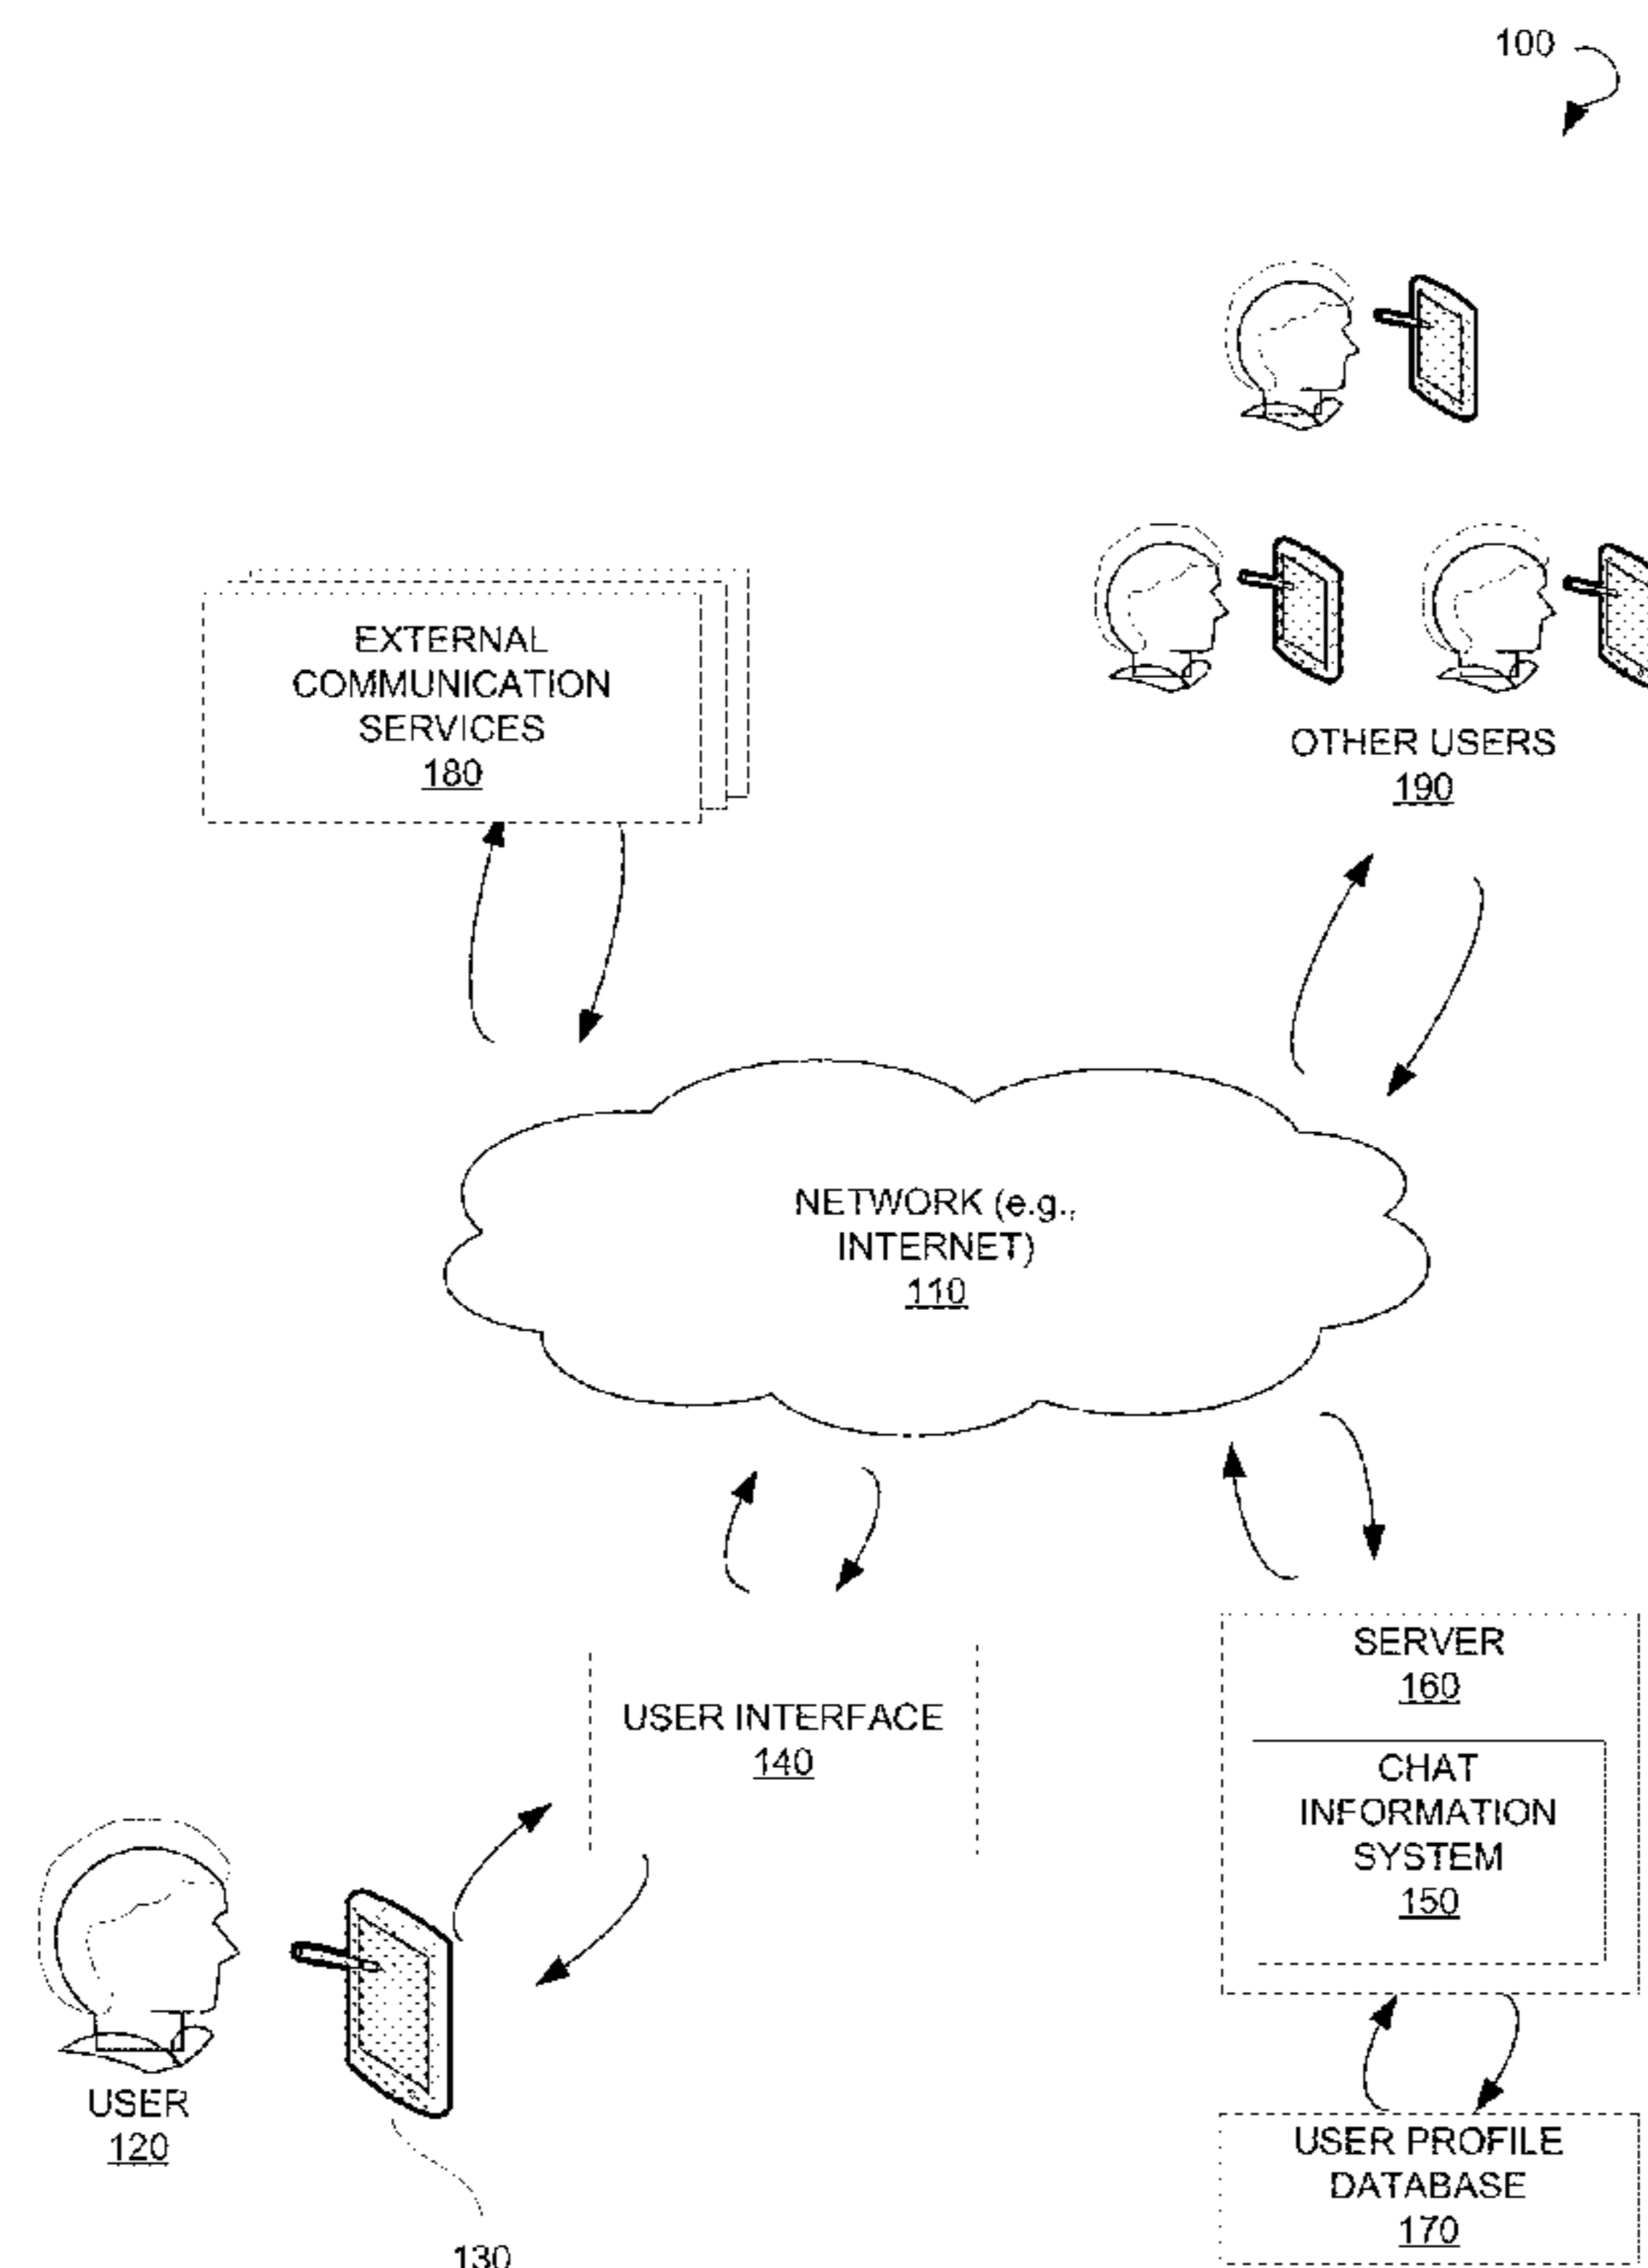 100
EXTERNAL
COMMUNICATION
SERVICES
180
OTHER USERS
190
NETWORK (e.g.,
INTERNET)
110
USER INTERFACE
140
SERVER
160
CHAT
INFORMATION
SYSTEM
150
USER
120
130
USER PROFILE
DATABASE
170